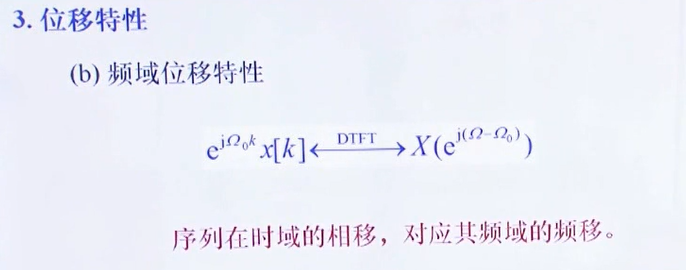 3. 位移特性
(b) 频域位移特性
e^{jΩ₀k}x[k] ←DTFT→ X(e^{j(Ω−Ω₀)})
序列在时域的相移，对应其频域的频移。